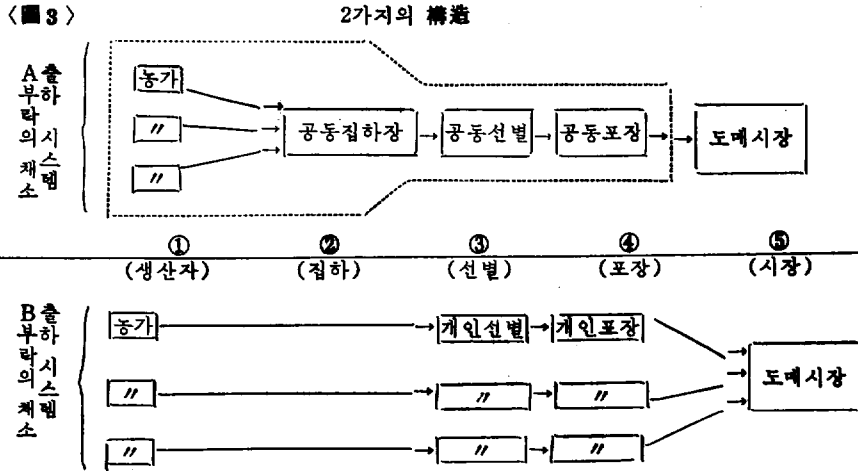 〈圖 3〉 2가지의 構造
A부락의 채소
출하 시스템
농가
〃
〃
공동집하장
공동선별
공동포장
도매시장
① ② ③ ④ ⑤
(생산자) (집하) (선별) (포장) (시장)
B부락의 채소
출하 시스템
농가 개인선별 개인포장
〃 〃 〃
〃 〃 〃
도매시장